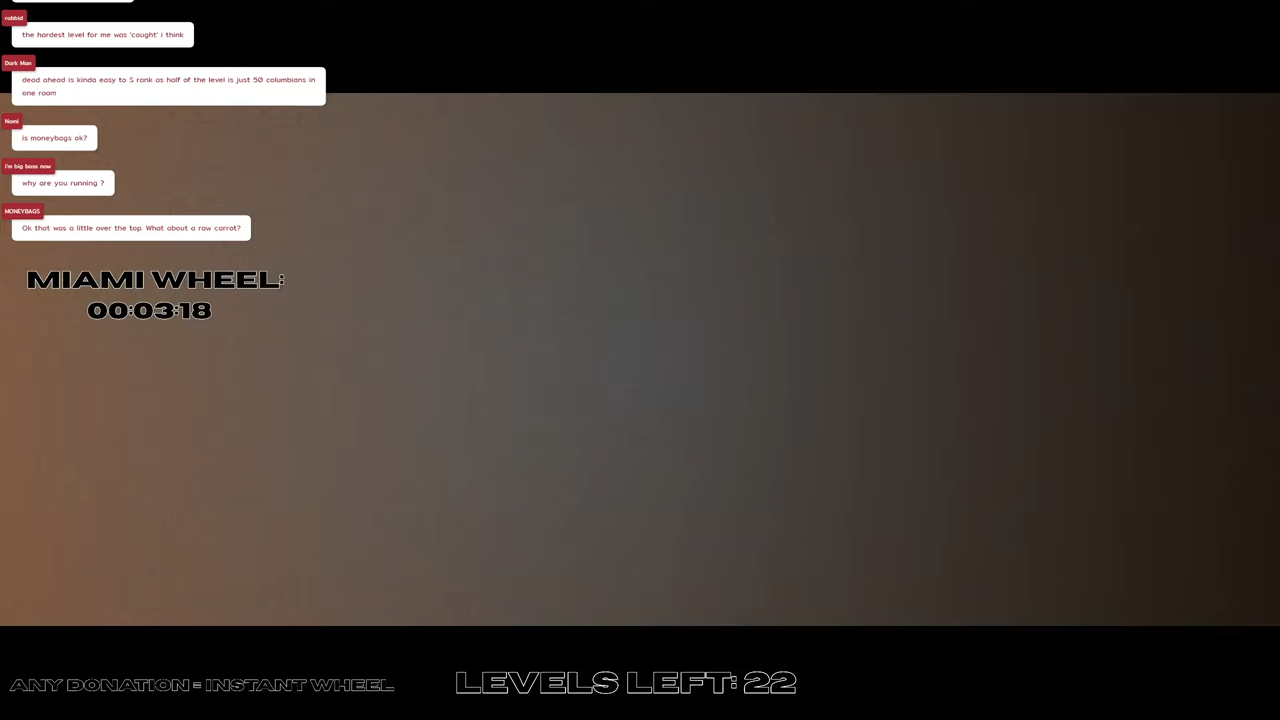 rabbid
the hardest level for me was 'caught' i think
Dark Man
dead ahead is kinda easy to S rank as half of the level is just 50 columbians in
one room
Nomi
is moneybags ok?
i'm big boss now
why are you running ?
MONEYBAGS
Ok that was a little over the top. What about a raw carrot?
MIAMI WHEEL:
00:03:18
ANY DONATION = INSTANT WHEEL
LEVELS LEFT: 22